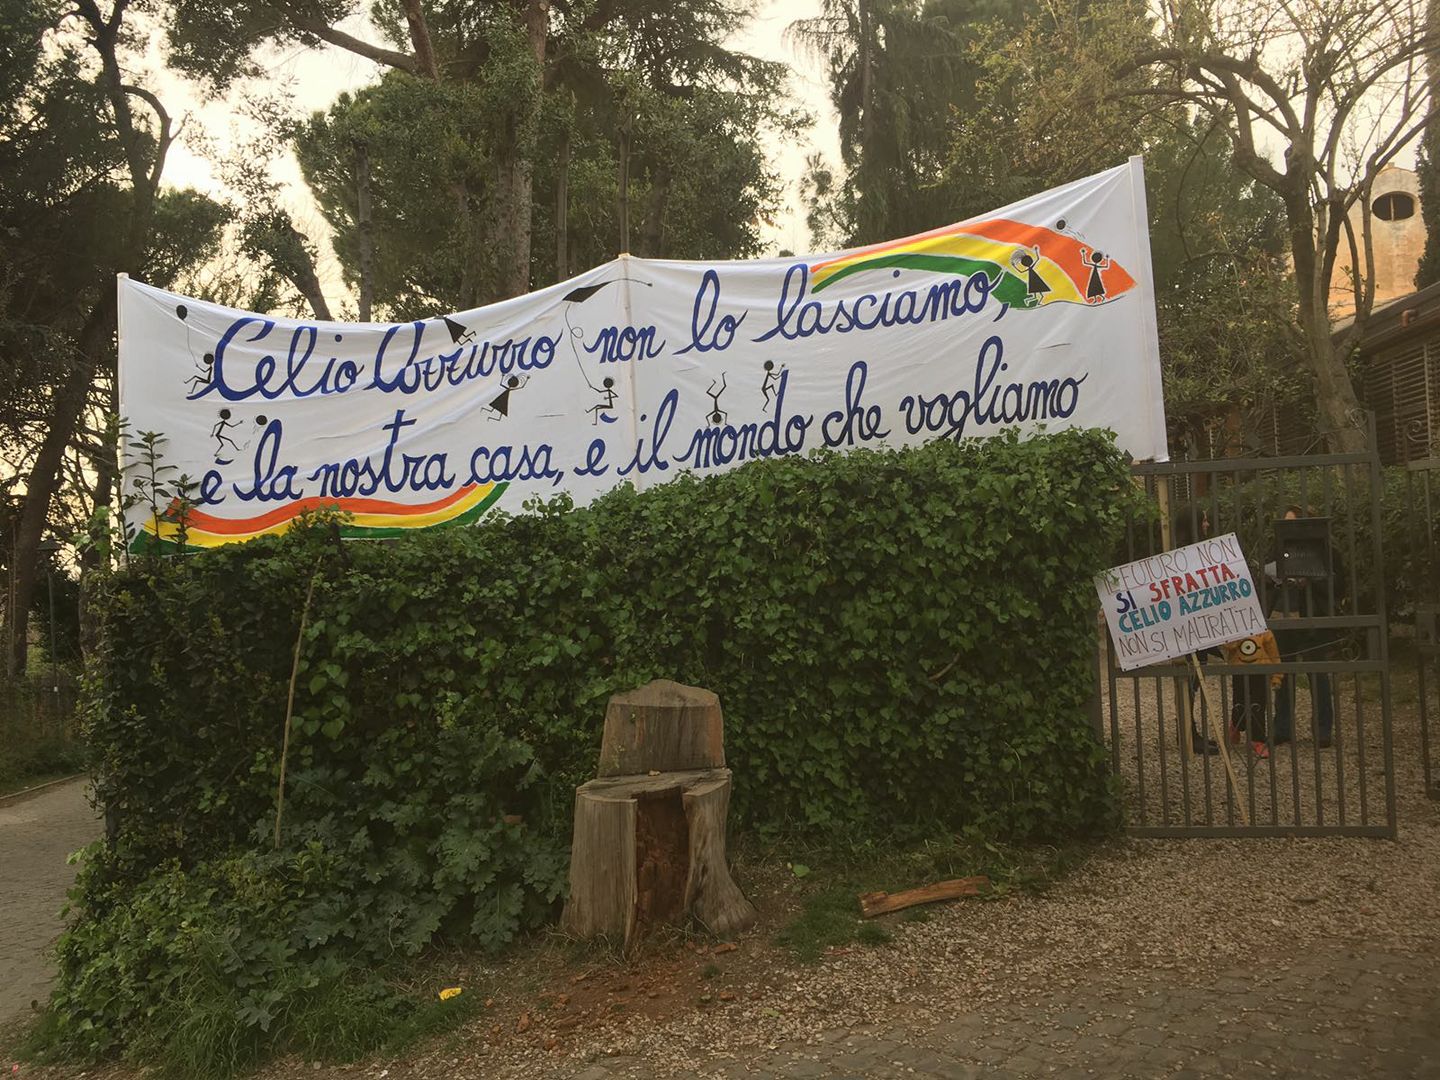 Celio Azzurro non lo lasciamo,
è la nostra casa, è il mondo che vogliamo
IL FUTURO NON
SI SFRATTA.
CELIO AZZURRO
NON SI MALTRATTA